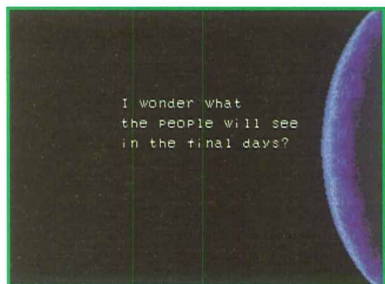 I wonder what
the people will see
in the final days?